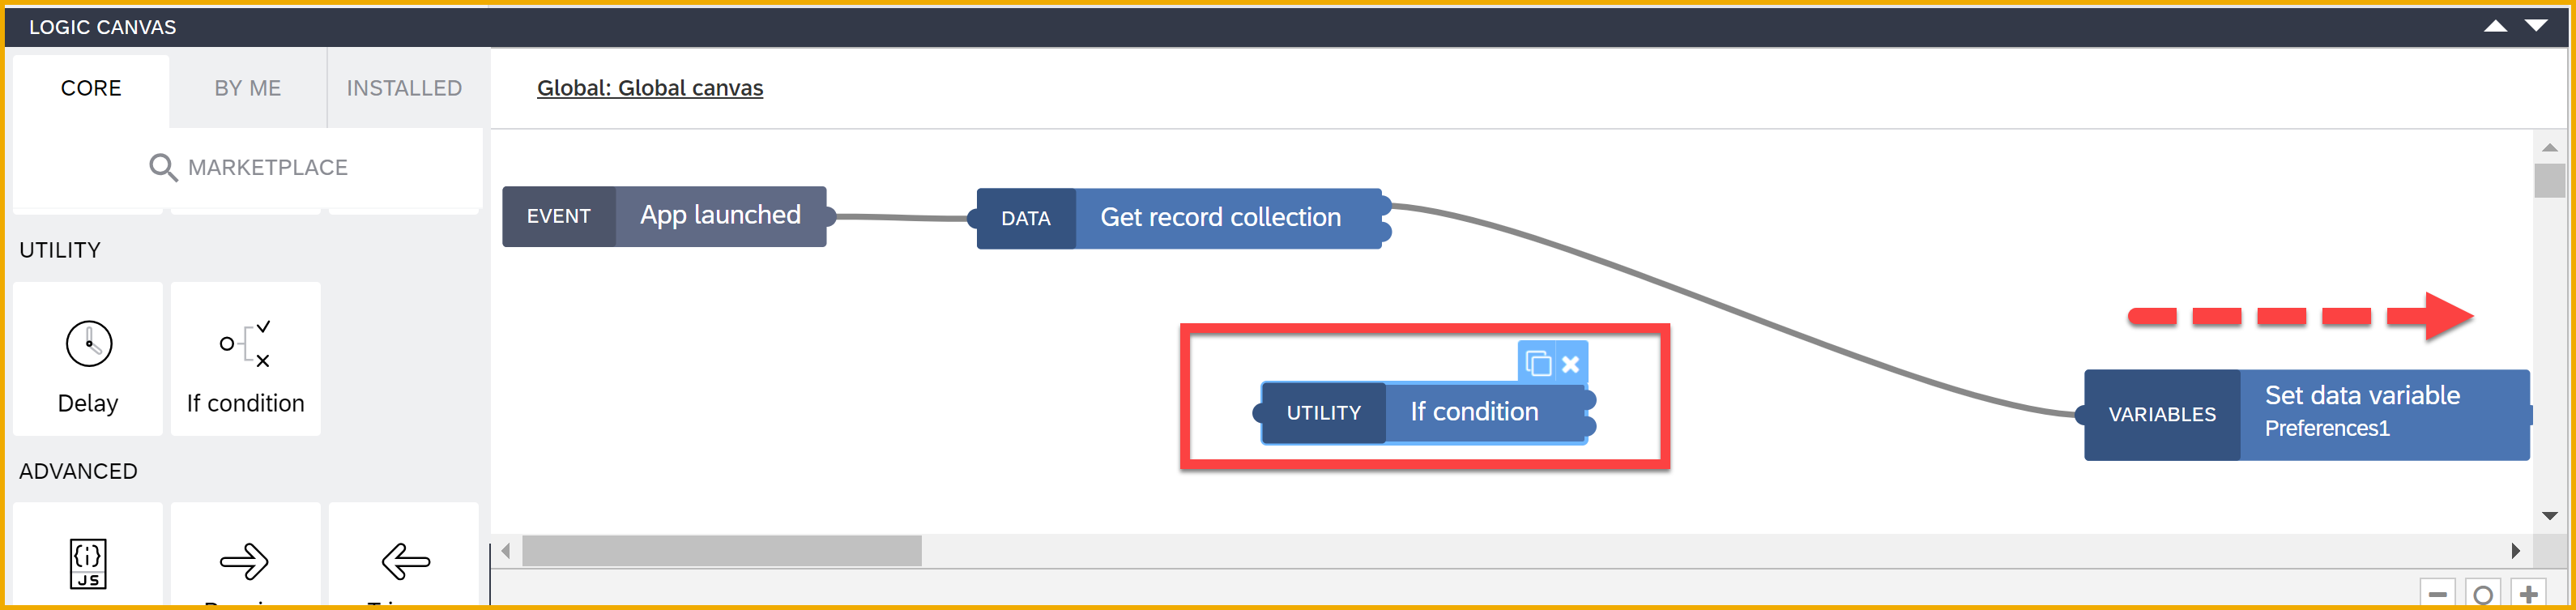 LOGIC CANVAS
CORE
BY ME
INSTALLED
MARKETPLACE
Global: Global canvas
EVENT
App launched
DATA
Get record collection
UTILITY
Delay
If condition
UTILITY
If condition
VARIABLES
Set data variable
Preferences1
ADVANCED
{i}
JS